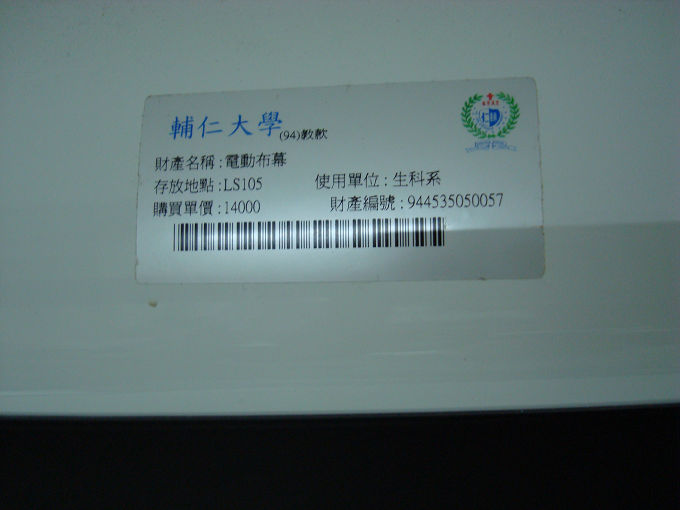 輔仁大學(94)教款
財產名稱:電動布幕
存放地點:LS105 使用單位:生科系
購買單價:14000 財產編號:944535050057